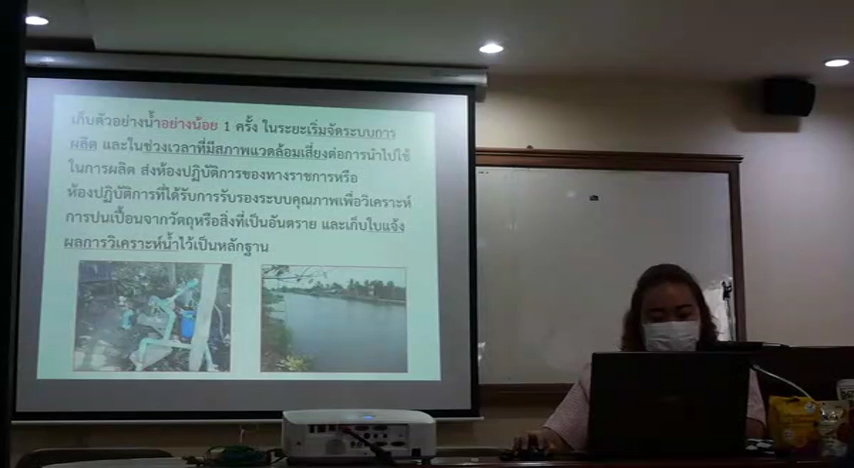 เก็บตัวอย่างน้ำอย่างน้อย 1 ครั้ง ในระยะเริ่มจัดระบบการ
ผลิต และในช่วงเวลาที่มีสภาพแวดล้อมเสี่ยงต่อการนำไปใช้
ในการผลิต ส่งห้องปฏิบัติการของทางราชการหรือ
ห้องปฏิบัติการที่ได้รับการรับรองระบบคุณภาพเพื่อวิเคราะห์
การปนเปื้อนจากวัตถุหรือสิ่งที่เป็นอันตราย และเก็บใบแจ้ง
ผลการวิเคราะห์น้ำไว้เป็นหลักฐาน